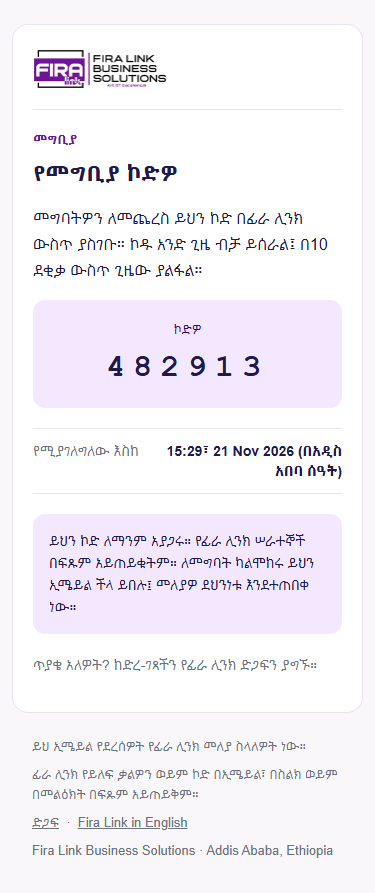 FIRA
link
FIRA LINK
BUSINESS
SOLUTIONS
መግቢያ
የመግቢያ ኮድዎ
መግባትዎን ለመጨረስ ይህን ኮድ በፊራ ሊንክ
ውስጥ ያስገቡ። ኮዱ አንድ ጊዜ ብቻ ይሰራል፤ በ10
ደቂቃ ውስጥ ጊዜው ያልፋል።
ኮድዎ
482913
የሚያገለግለው እስከ
15:29፣ 21 Nov 2026 (በአዲስ
አበባ ሰዓት)
ይህን ኮድ ለማንም አያጋሩ። የፊራ ሊንክ ሠራተኞች
በፍጹም አይጠይቁትም። ለመግባት ካልሞከሩ ይህን
ኢሜይል ችላ ይበሉ፤ መለያዎ ደህንነቱ እንደተጠበቀ
ነው።
ጥያቄ አለዎት? ከድረ-ገጻችን የፊራ ሊንክ ድጋፍን ያግኙ።
ይህ ኢሜይል የደረሰዎት የፊራ ሊንክ መለያ ስላለዎት ነው።
ፊራ ሊንክ የይለፍ ቃልዎን ወይም ኮድ በኢሜይል፣ በስልክ ወይም
በመልዕክት በፍጹም አይጠይቅም።
ድጋፍ · Fira Link in English
Fira Link Business Solutions · Addis Ababa, Ethiopia